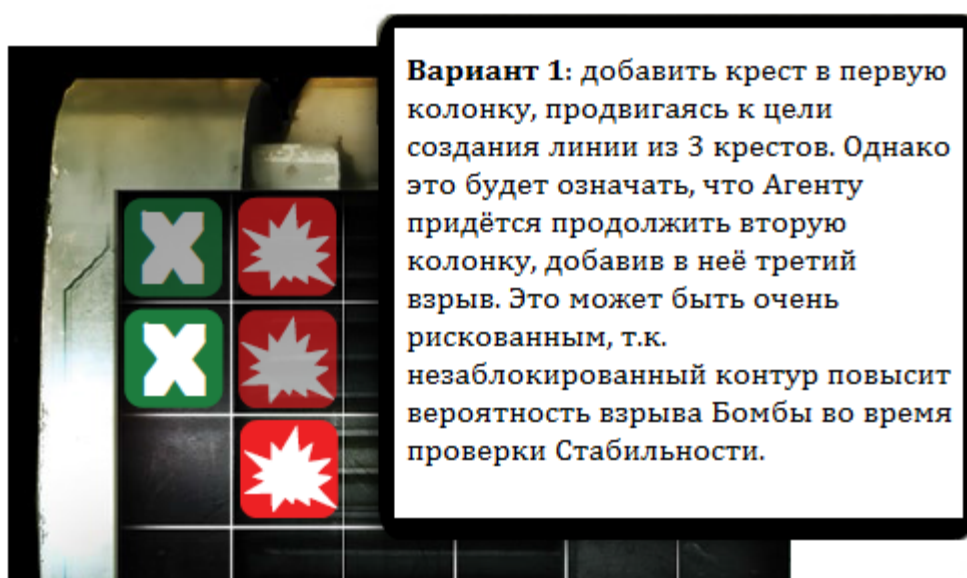 Вариант 1: добавить крест в первую
колонку, продвигаясь к цели
создания линии из 3 крестов. Однако
это будет означать, что Агенту
придётся продолжить вторую
колонку, добавив в неё третий
взрыв. Это может быть очень
рискованным, т.к.
незаблокированный контур повысит
вероятность взрыва Бомбы во время
проверки Стабильности.